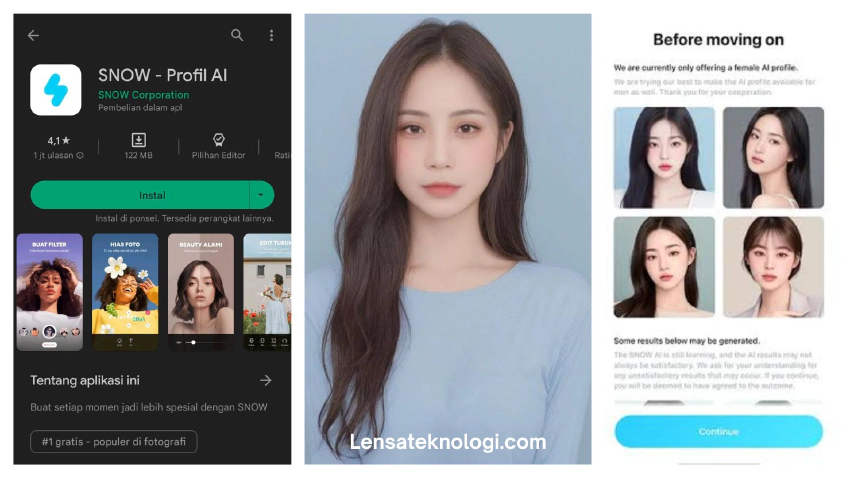 SNOW - Profil AI
SNOW Corporation
Pembelian dalam apl
4,1★
1 jt ulasan
122 MB
Pilihan Editor
Rati
Instal
Instal di ponsel. Tersedia perangkat lainnya.
BUAT FILTER
HIAS FOTO
BEAUTY ALAMI
EDIT TUBUH
Tentang aplikasi ini
Buat setiap momen jadi lebih spesial dengan SNOW
#1 gratis - populer di fotografi
Lensateknologi.com
Before moving on
We are currently only offering a female AI profile.
We are trying our best to make the AI profile available for
men as well. Thank you for your cooperation.
Some results below may be generated.
The SNOW AI is still learning, and the AI results may not
always be satisfactory. We ask for your understanding for
any unsatisfactory results that may occur. If you continue,
you will be deemed to have agreed to the outcome.
Continue